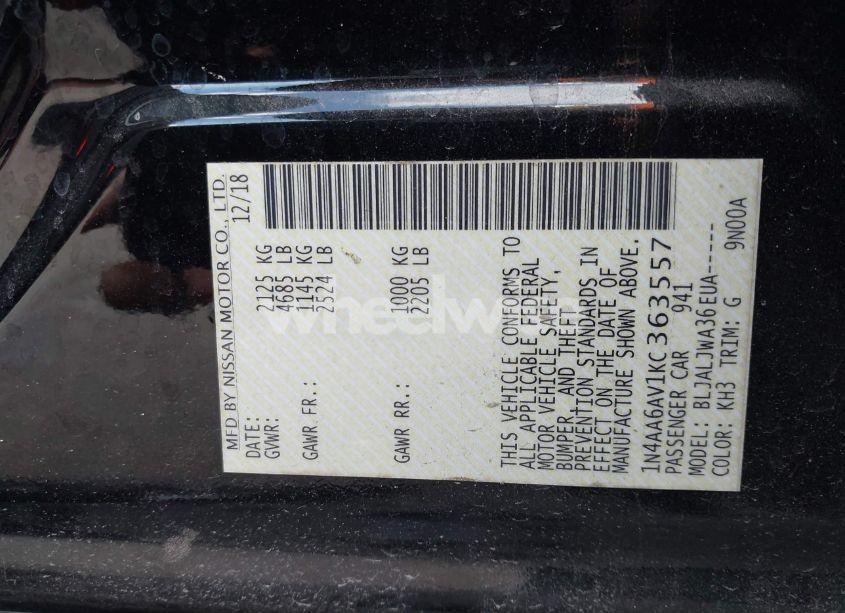 MFD BY NISSAN MOTOR CO., LTD.
DATE: 12/18
GVWR: 2125 KG
4685 LB
GAWR FR.: 1145 KG
2524 LB
GAWR RR.: 1000 KG
2205 LB
THIS VEHICLE CONFORMS TO
ALL APPLICABLE FEDERAL
MOTOR VEHICLE SAFETY,
BUMPER, AND THEFT
PREVENTION STANDARDS IN
EFFECT ON THE DATE OF
MANUFACTURE SHOWN ABOVE.
1N4AA6AV1KC363557
PASSENGER CAR 941
MODEL: BLJALJWA36EUA-----
COLOR: KH3 TRIM: G 9N00A